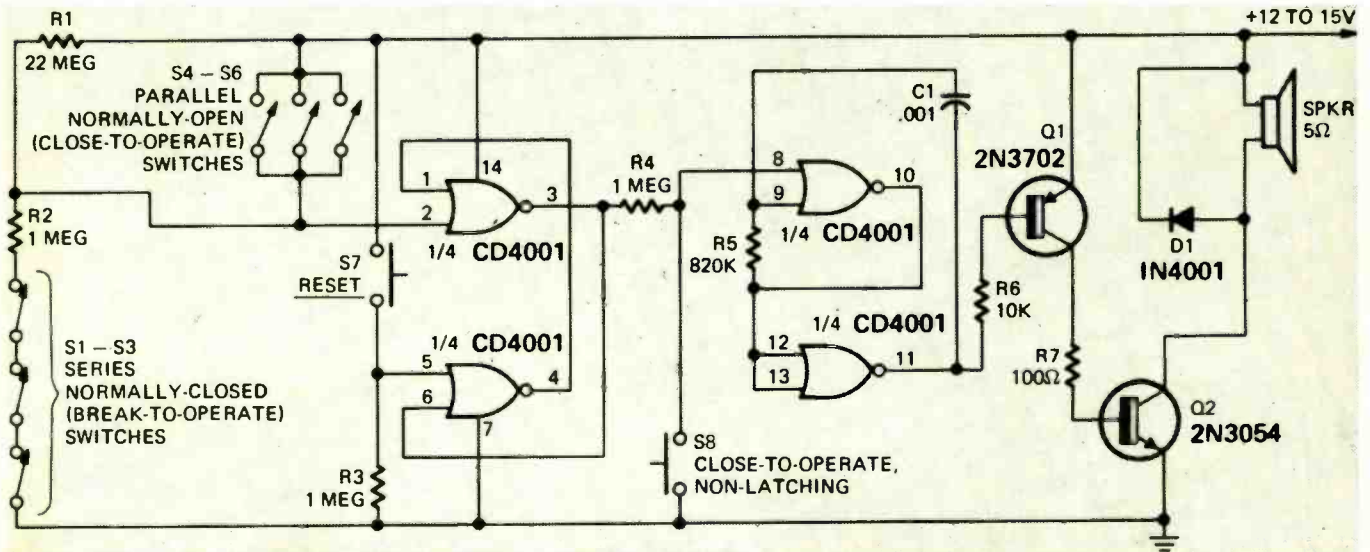 R1
22 MEG
S4 – S6
PARALLEL
NORMALLY-OPEN
(CLOSE-TO-OPERATE)
SWITCHES
R2
1 MEG
S1 – S3
SERIES
NORMALLY-CLOSED
(BREAK-TO-OPERATE)
SWITCHES
S7
RESET
R3
1 MEG
14
1
2
3
1/4 CD4001
1/4 CD4001
5
6
4
7
R4
1 MEG
S8
CLOSE-TO-OPERATE,
NON-LATCHING
C1
.001
8
9
10
1/4 CD4001
R5
820K
1/4 CD4001
12
13
11
R6
10K
Q1
2N3702
R7
100Ω
Q2
2N3054
D1
IN4001
SPKR
5Ω
+12 TO 15V